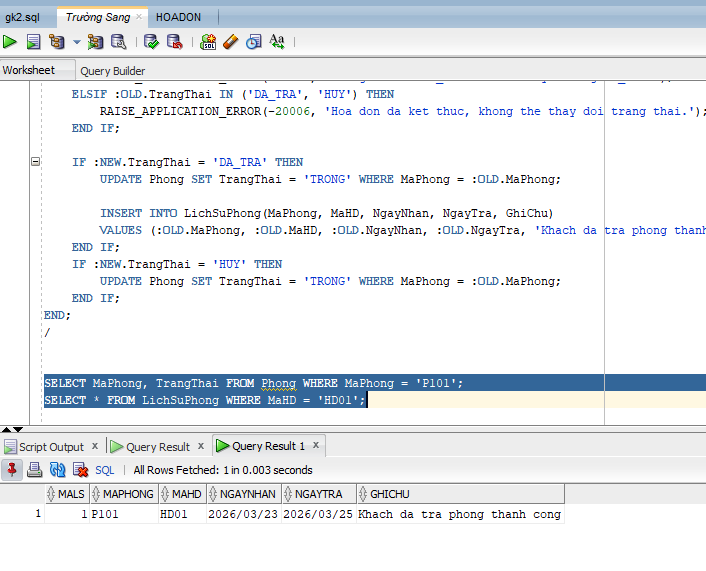 gk2.sql Trường Sang HOADON
SQL Aa
Worksheet Query Builder
ELSIF :OLD.TrangThai IN ('DA_TRA', 'HUY') THEN
RAISE_APPLICATION_ERROR(-20006, 'Hoa don da ket thuc, khong the thay doi trang thai.');
END IF;
IF :NEW.TrangThai = 'DA_TRA' THEN
UPDATE Phong SET TrangThai = 'TRONG' WHERE MaPhong = :OLD.MaPhong;
INSERT INTO LichSuPhong(MaPhong, MaHD, NgayNhan, NgayTra, GhiChu)
VALUES (:OLD.MaPhong, :OLD.MaHD, :OLD.NgayNhan, :OLD.NgayTra, 'Khach da tra phong thanh
END IF;
IF :NEW.TrangThai = 'HUY' THEN
UPDATE Phong SET TrangThai = 'TRONG' WHERE MaPhong = :OLD.MaPhong;
END IF;
END;
/
SELECT MaPhong, TrangThai FROM Phong WHERE MaPhong = 'P101';
SELECT * FROM LichSuPhong WHERE MaHD = 'HD01';
Script Output x Query Result x Query Result 1 x
SQL | All Rows Fetched: 1 in 0.003 seconds
MALS MAPHONG MAHD NGAYNHAN NGAYTRA GHICHU
1 1 P101 HD01 2026/03/23 2026/03/25 Khach da tra phong thanh cong